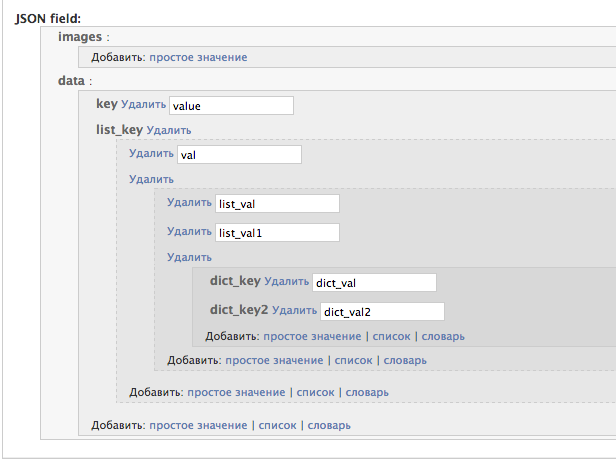 JSON field:
images :
Добавить: простое значение
data :
key Удалить value
list_key Удалить
Удалить val
Удалить
Удалить list_val
Удалить list_val1
Удалить
dict_key Удалить dict_val
dict_key2 Удалить dict_val2
Добавить: простое значение | список | словарь
Добавить: простое значение | список | словарь
Добавить: простое значение | список | словарь
Добавить: простое значение | список | словарь